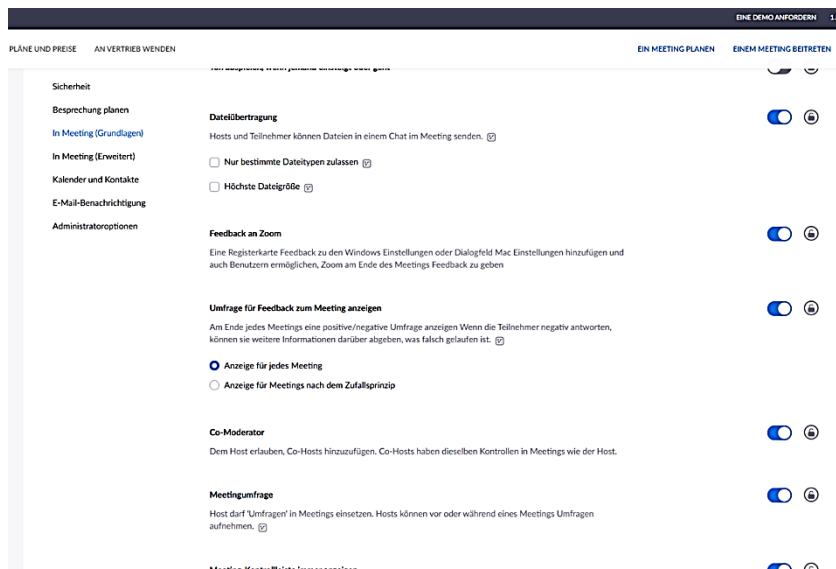 EINE DEMO ANFORDERN 1.
PLÄNE UND PREISE AN VERTRIEB WENDEN EIN MEETING PLANEN EINEM MEETING BEITRETEN
Sicherheit
Besprechung planen
In Meeting (Grundlagen)
In Meeting (Erweitert)
Kalender und Kontakte
E-Mail-Benachrichtigung
Administratoroptionen
Dateiübertragung
Hosts und Teilnehmer können Dateien in einem Chat im Meeting senden.
Nur bestimmte Dateitypen zulassen
Höchste Dateigröße
Feedback an Zoom
Eine Registerkarte Feedback zu den Windows Einstellungen oder Dialogfeld Mac Einstellungen hinzufügen und
auch Benutzern ermöglichen, Zoom am Ende des Meetings Feedback zu geben
Umfrage für Feedback zum Meeting anzeigen
Am Ende jedes Meetings eine positive/negative Umfrage anzeigen Wenn die Teilnehmer negativ antworten,
können sie weitere Informationen darüber abgeben, was falsch gelaufen ist.
Anzeige für jedes Meeting
Anzeige für Meetings nach dem Zufallsprinzip
Co-Moderator
Dem Host erlauben, Co-Hosts hinzuzufügen. Co-Hosts haben dieselben Kontrollen in Meetings wie der Host.
Meetingumfrage
Host darf 'Umfragen' in Meetings einsetzen. Hosts können vor oder während eines Meetings Umfragen
aufnehmen.